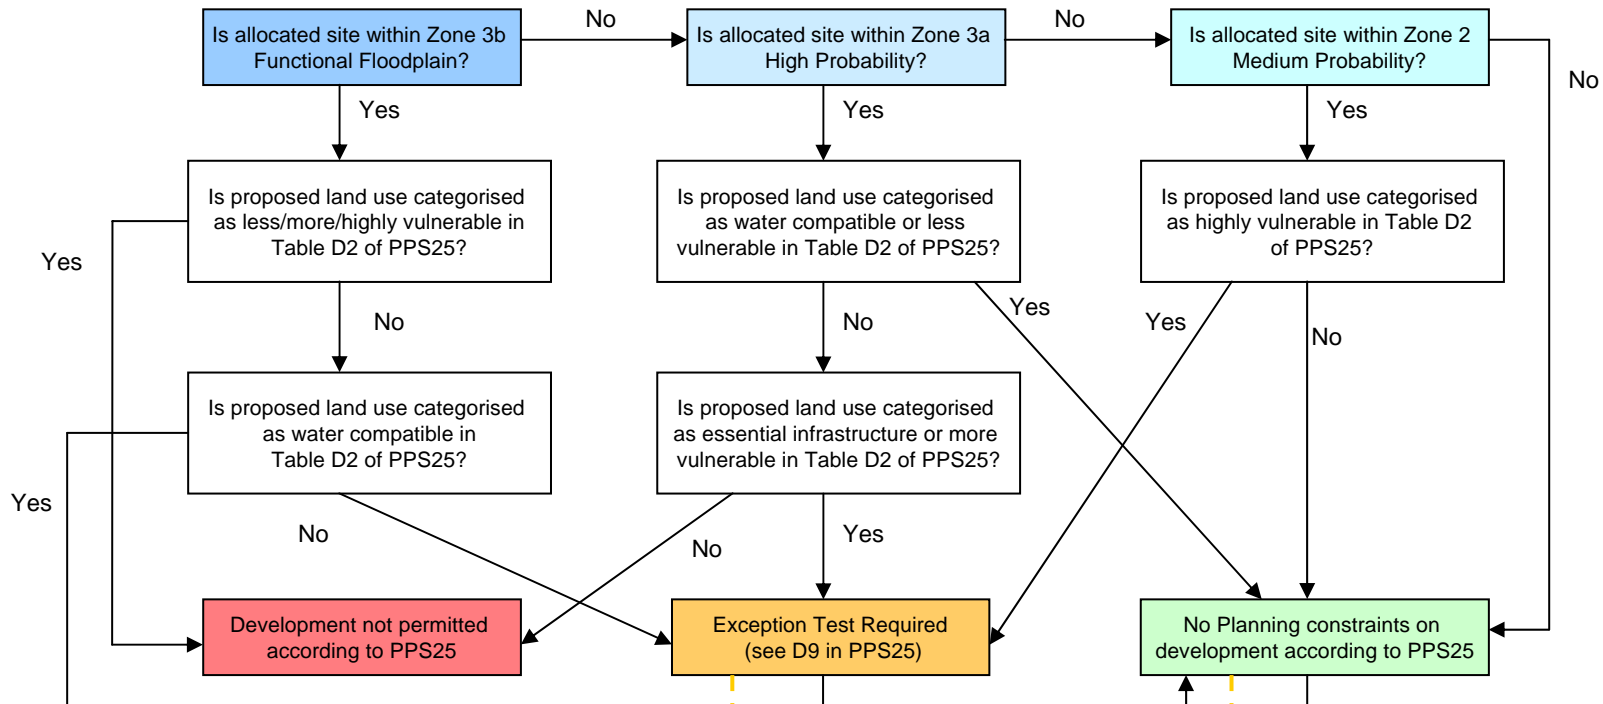 Is allocated site within Zone 3b
Functional Floodplain?
No
Is allocated site within Zone 3a
High Probability?
No
Is allocated site within Zone 2
Medium Probability?
No
Yes
Yes
Yes
Is proposed land use categorised
as less/more/highly vulnerable in
Table D2 of PPS25?
Is proposed land use categorised
as water compatible or less
vulnerable in Table D2 of PPS25?
Is proposed land use categorised
as highly vulnerable in Table D2
of PPS25?
Yes
No
No
Yes
Yes
No
Is proposed land use categorised
as water compatible in
Table D2 of PPS25?
Is proposed land use categorised
as essential infrastructure or more
vulnerable in Table D2 of PPS25?
Yes
No
No
Yes
Development not permitted
according to PPS25
Exception Test Required
(see D9 in PPS25)
No Planning constraints on
development according to PPS25